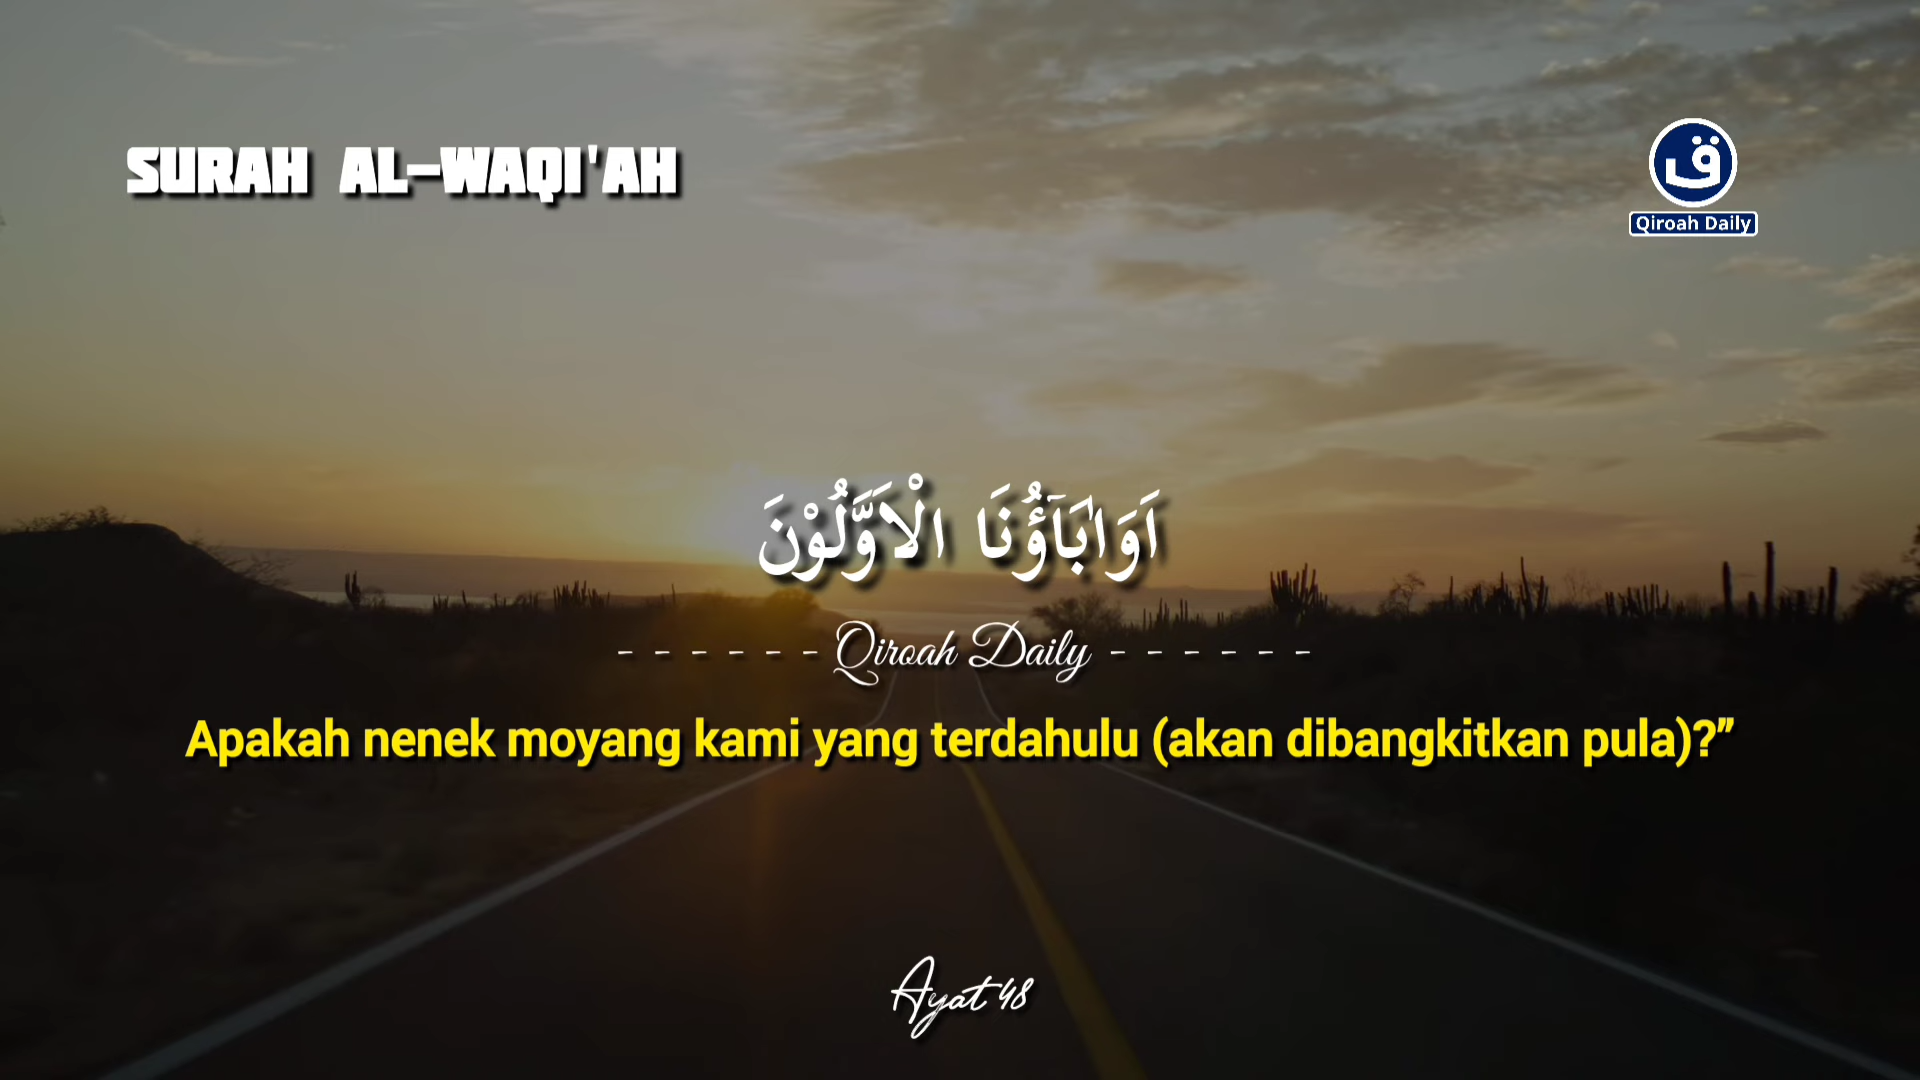 SURAH AL-WAQI'AH
ق
Qiroah Daily
اَوَاٰبَاۤؤُنَا الْاَوَّلُوْنَ
- - - - - - Qiroah Daily - - - - - -
Apakah nenek moyang kami yang terdahulu (akan dibangkitkan pula)?”
Ayat 48